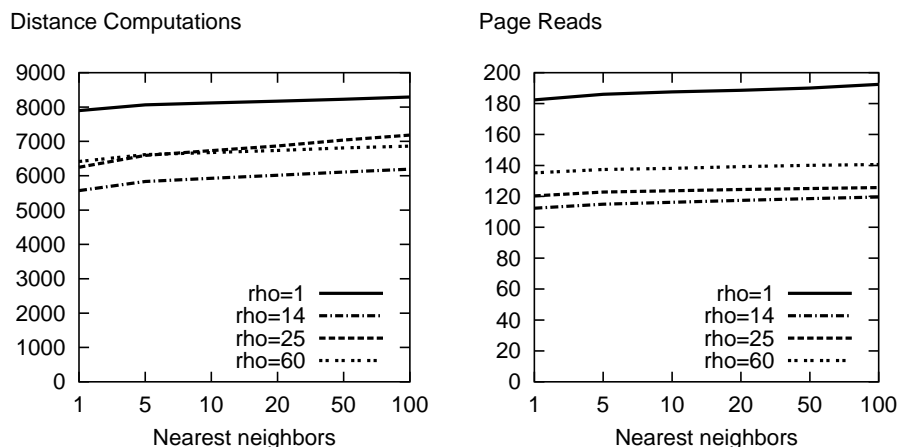 Distance Computations
9000
8000
7000
6000
5000
4000
3000
2000
1000
0
rho=1
rho=14
rho=25
rho=60
1 5 10 20 50 100
Nearest neighbors
Page Reads
200
180
160
140
120
100
80
60
40
20
0
rho=1
rho=14
rho=25
rho=60
1 5 10 20 50 100
Nearest neighbors